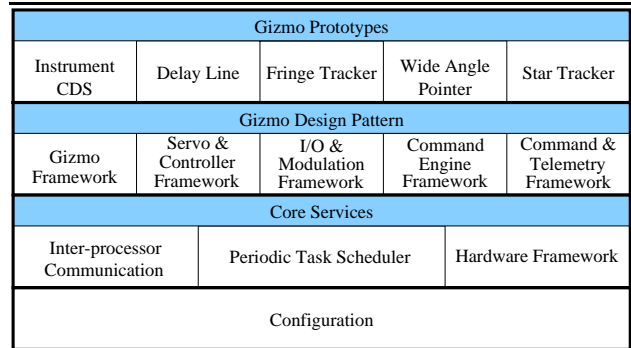 Gizmo Prototypes
Instrument
CDS
Delay Line
Fringe Tracker
Wide Angle
Pointer
Star Tracker
Gizmo Design Pattern
Gizmo
Framework
Servo &
Controller
Framework
I/O &
Modulation
Framework
Command
Engine
Framework
Command &
Telemetry
Framework
Core Services
Inter-processor
Communication
Periodic Task Scheduler
Hardware Framework
Configuration